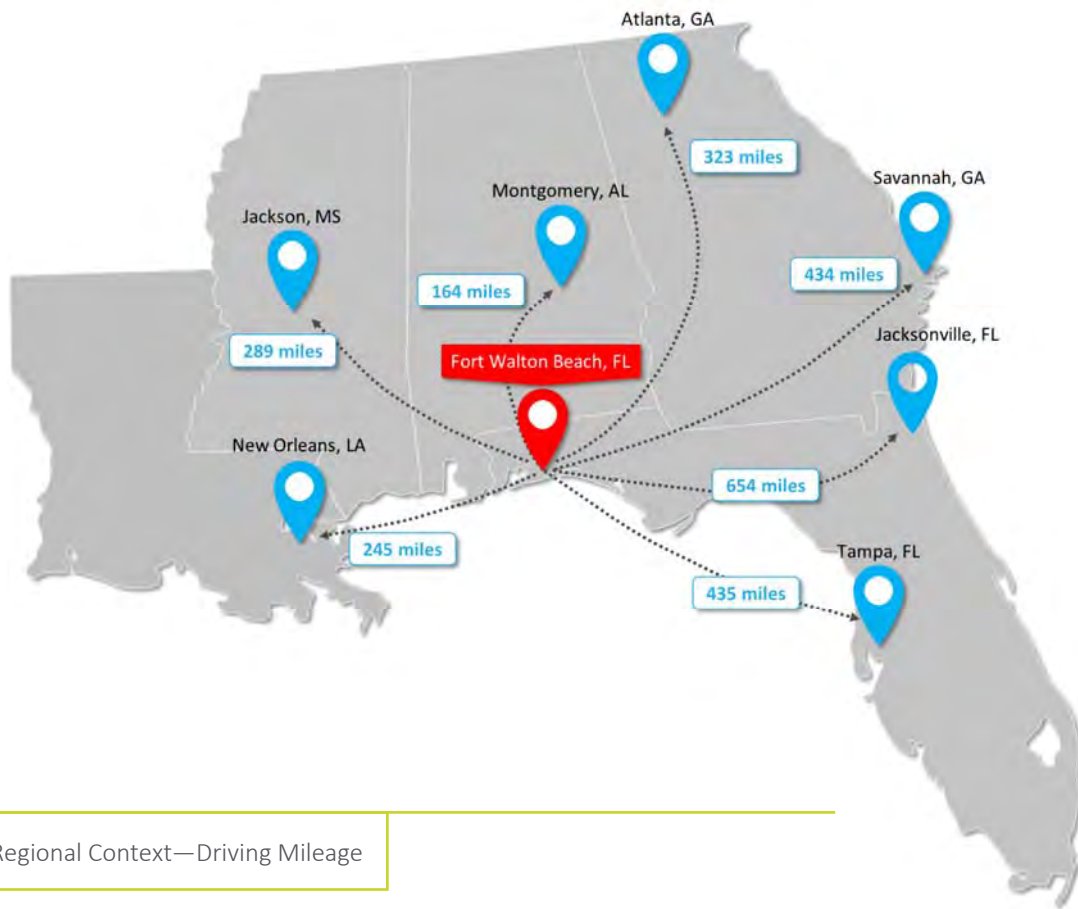 Atlanta, GA
323 miles
Savannah, GA
Montgomery, AL
Jackson, MS
434 miles
164 miles
Jacksonville, FL
289 miles
Fort Walton Beach, FL
New Orleans, LA
654 miles
245 miles
Tampa, FL
435 miles
Regional Context—Driving Mileage